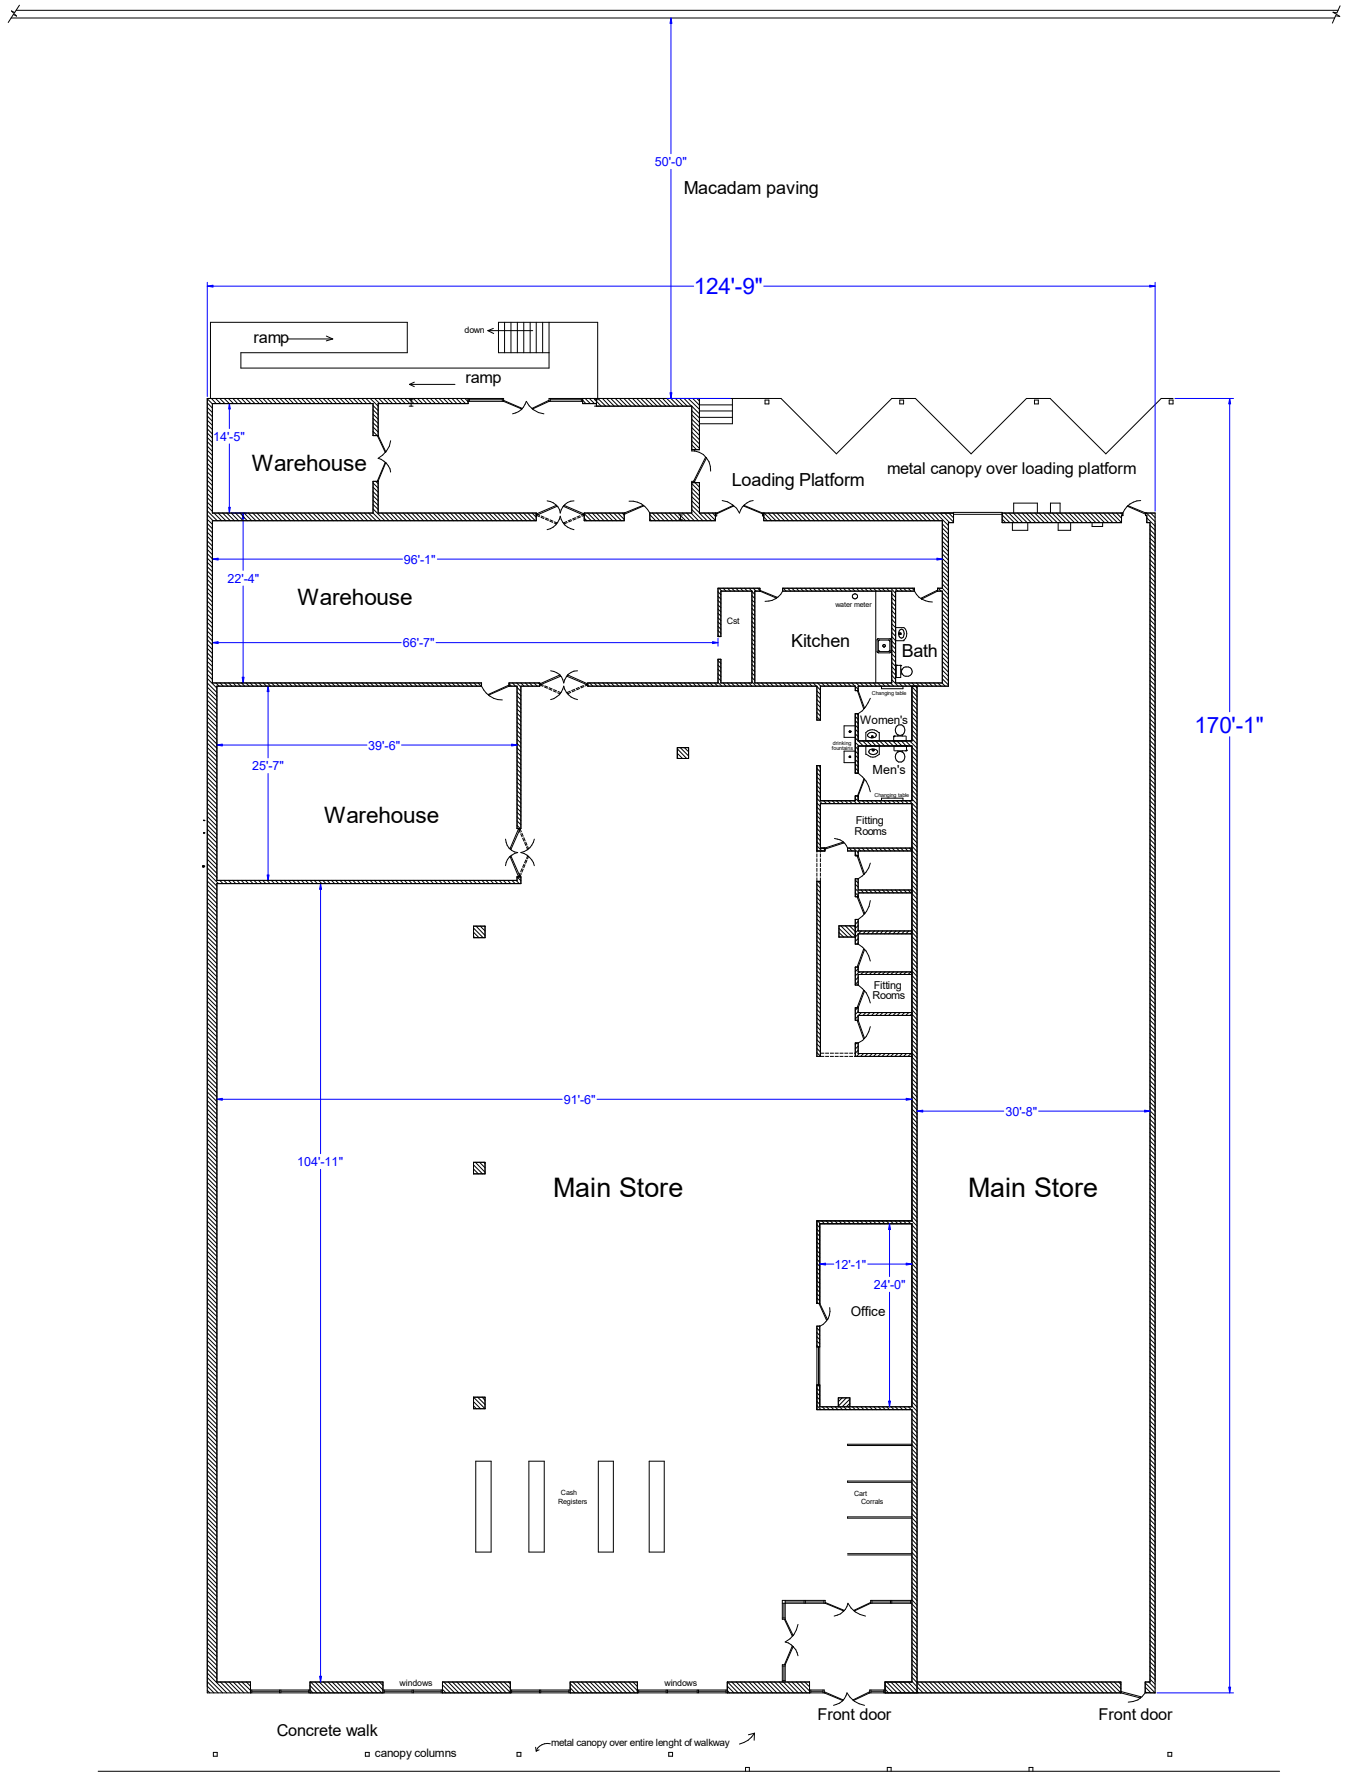 50'-0"
Macadam paving
124'-9"
ramp
down
ramp
14'-5"
Warehouse
Loading Platform
metal canopy over loading platform
96'-1"
22'-4"
Warehouse
66'-7"
Cst
water meter
Kitchen
Bath
Changing table
Women's
drinking
fountains
Men's
Changing table
39'-6"
25'-7"
Warehouse
170'-1"
Fitting
Rooms
Fitting
Rooms
91'-6"
30'-8"
104'-11"
Main Store
Main Store
12'-1"
24'-0"
Office
Cash
Registers
Cart
Corrals
windows
windows
Front door
Front door
Concrete walk
canopy columns
metal canopy over entire lenght of walkway